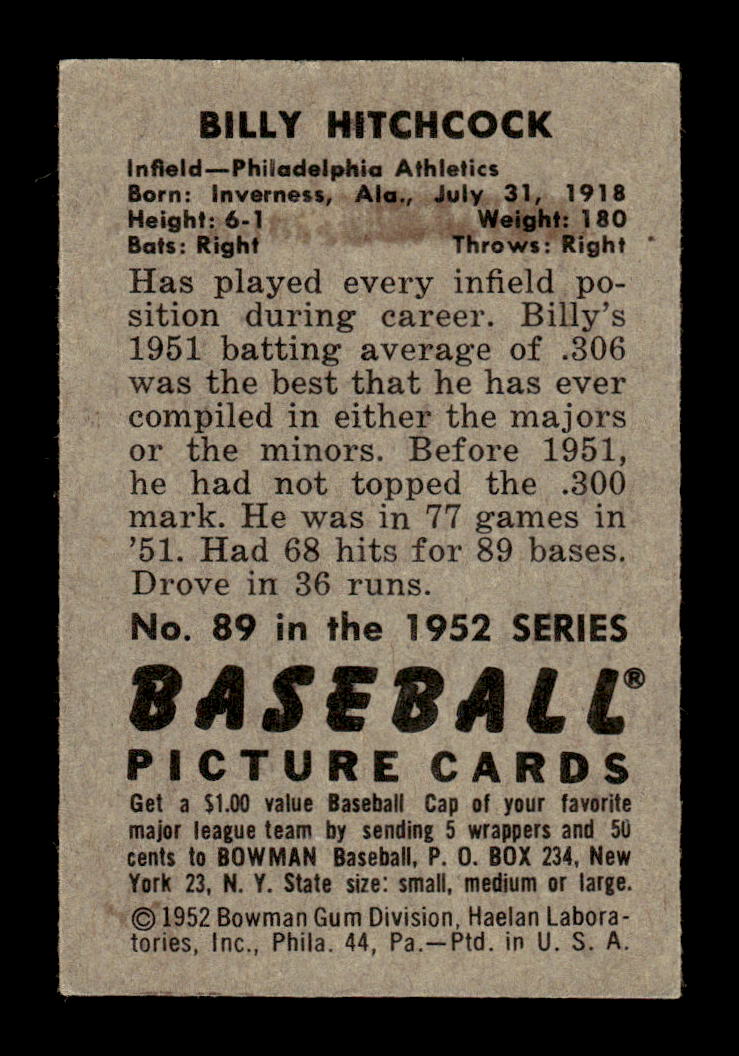 BILLY HITCHCOCK
Infield—Philadelphia Athletics
Born: Inverness, Ala., July 31, 1918
Height: 6-1 Weight: 180
Bats: Right Throws: Right
Has played every infield po-
sition during career. Billy's
1951 batting average of .306
was the best that he has ever
compiled in either the majors
or the minors. Before 1951,
he had not topped the .300
mark. He was in 77 games in
'51. Had 68 hits for 89 bases.
Drove in 36 runs.
No. 89 in the 1952 SERIES
BASEBALL®
PICTURE CARDS
Get a $1.00 value Baseball Cap of your favorite
major league team by sending 5 wrappers and 50
cents to BOWMAN Baseball, P. O. BOX 234, New
York 23, N. Y. State size: small, medium or large.
© 1952 Bowman Gum Division, Haelan Labora-
tories, Inc., Phila. 44, Pa.—Ptd. in U. S. A.